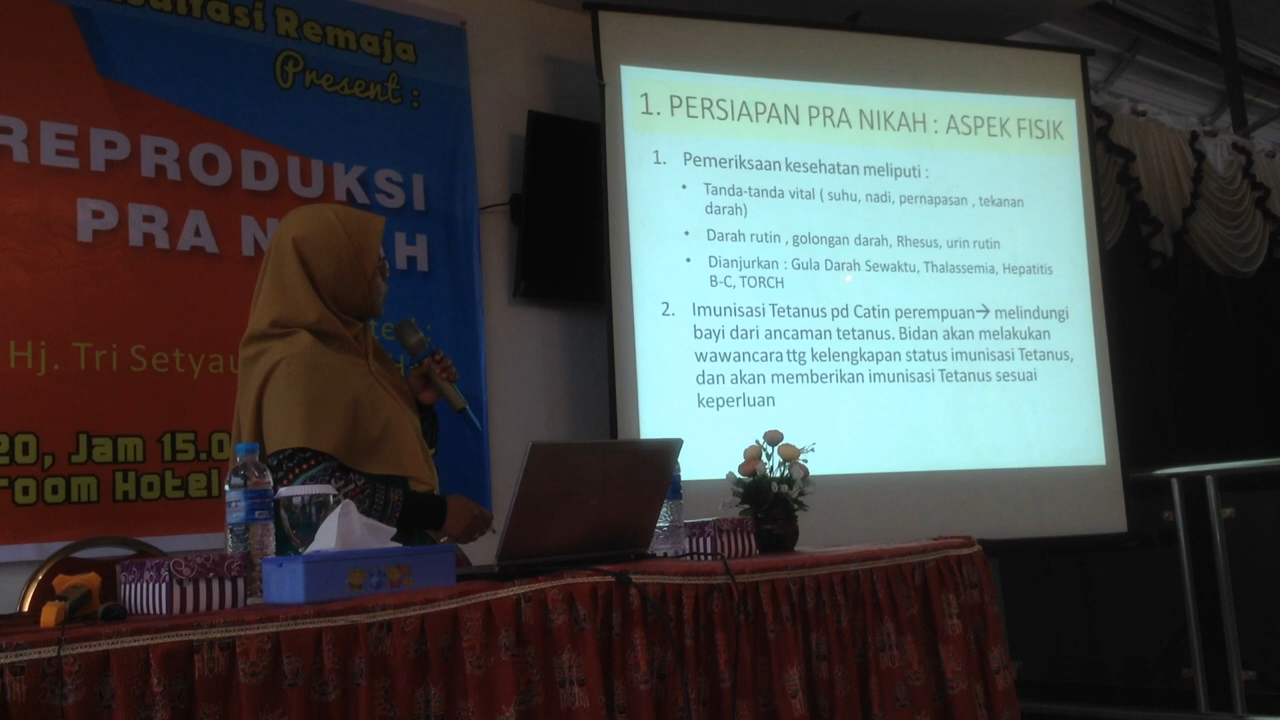 Remaja
Present :
REPRODUKSI
PRA
Hj. Tri
20, Jam
room Hotel
1. PERSIAPAN PRA NIKAH : ASPEK FISIK
1. Pemeriksaan kesehatan meliputi :
• Tanda-tanda vital ( suhu, nadi, pernapasan , tekanan
darah)
• Darah rutin , golongan darah, Rhesus, urin rutin
• Dianjurkan : Gula Darah Sewaktu, Thalassemia, Hepatitis
B-C, TORCH
2. Imunisasi Tetanus pd Catin perempuan→ melindungi
bayi dari ancaman tetanus. Bidan akan melakukan
wawancara ttg kelengkapan status imunisasi Tetanus,
dan akan memberikan imunisasi Tetanus sesuai
keperluan